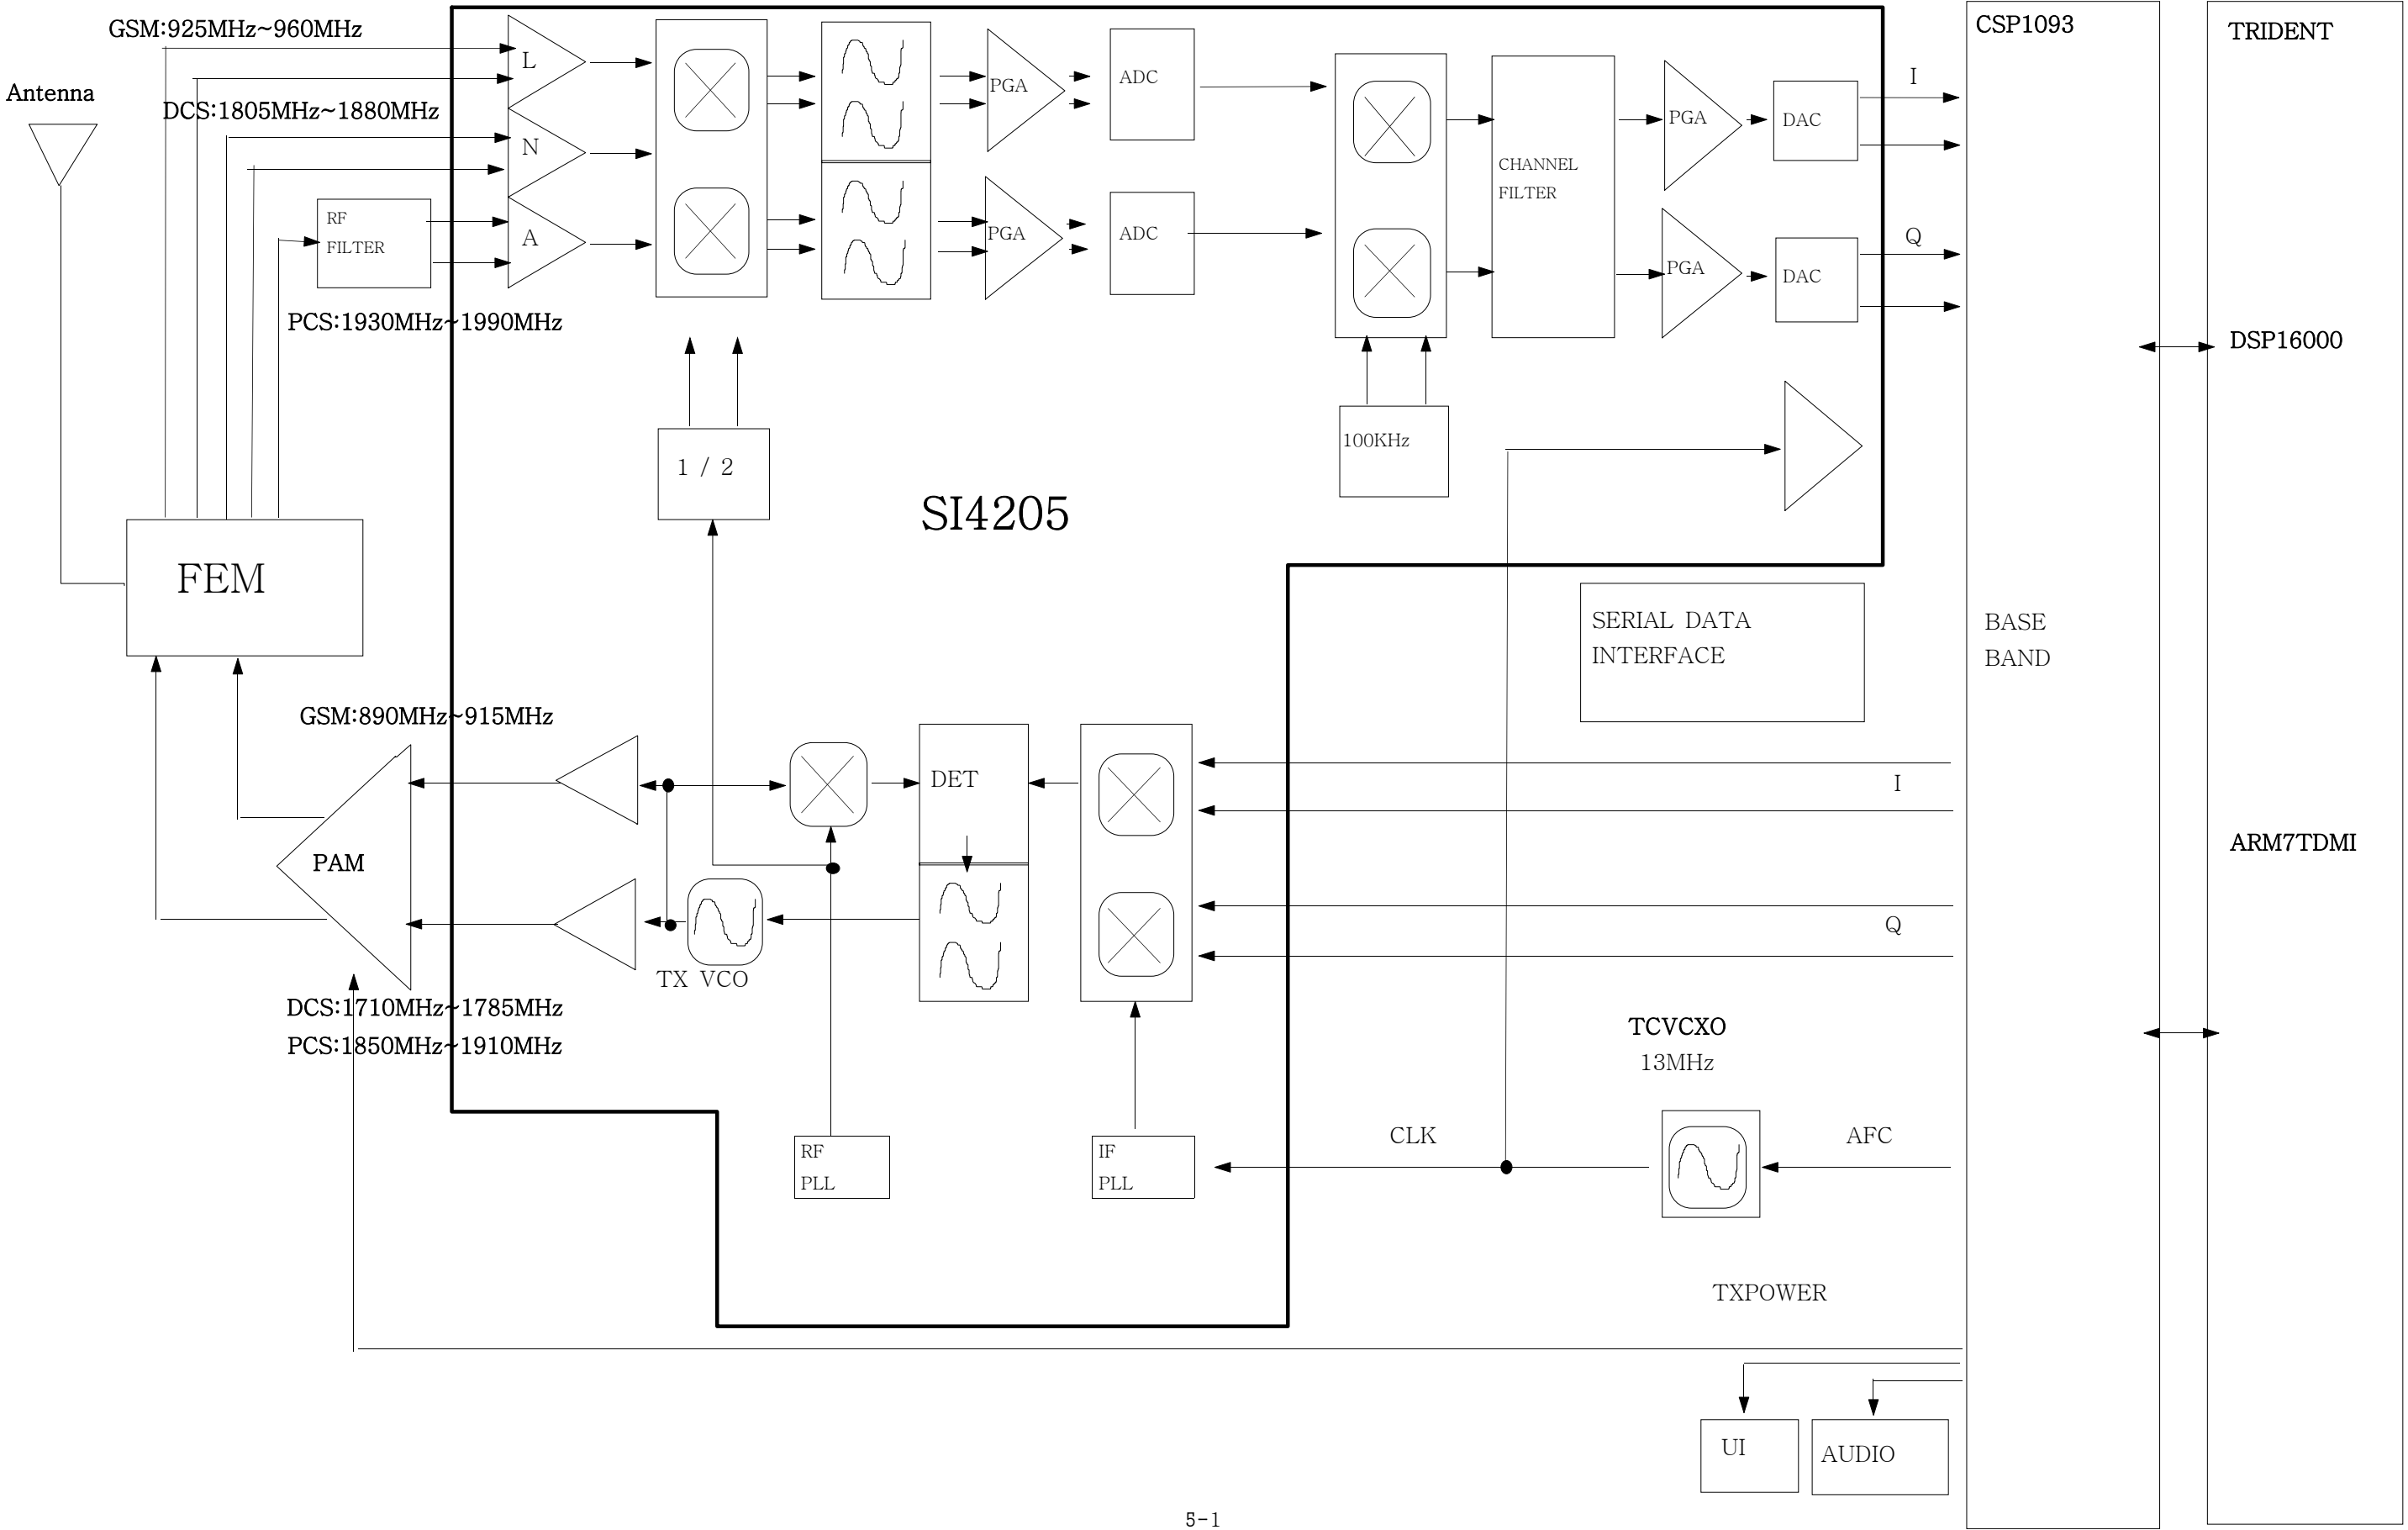 GSM:925MHz~960MHz
CSP1093
TRIDENT
L
PGA
ADC
I
Antenna
DCS:1805MHz~1880MHz
N
PGA
DAC
CHANNEL
FILTER
RF
FILTER
A
PGA
ADC
Q
PGA
DAC
PCS:1930MHz~1990MHz
DSP16000
100KHz
1 / 2
SI4205
FEM
SERIAL DATA
INTERFACE
BASE
BAND
GSM:890MHz~915MHz
DET
I
PAM
ARM7TDMI
Q
TX VCO
DCS:1710MHz~1785MHz
PCS:1850MHz~1910MHz
TCVCXO
13MHz
CLK
AFC
RF
PLL
IF
PLL
TXPOWER
UI
AUDIO
5-1